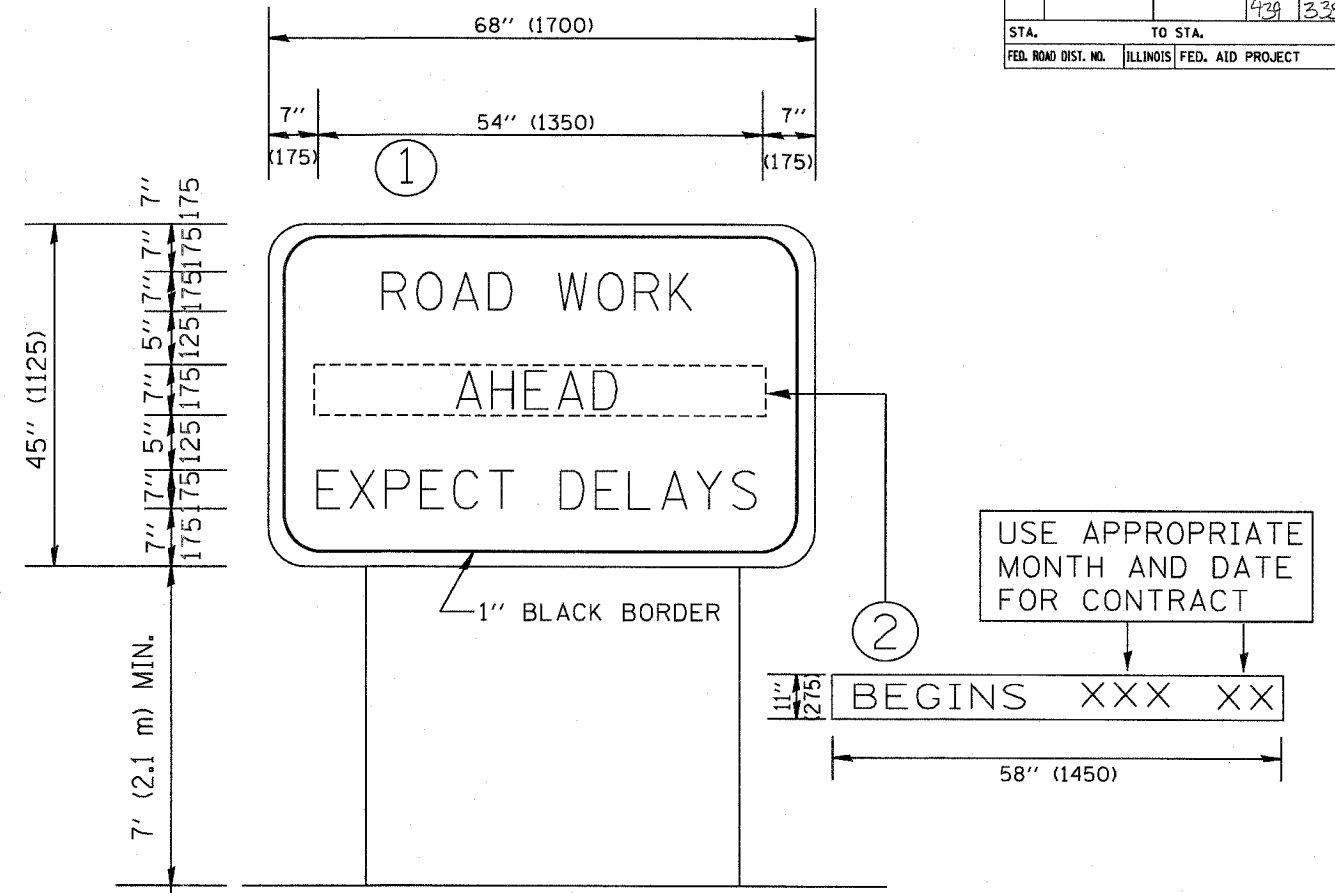 439 338
STA. TO STA.
FED. ROAD DIST. NO. ILLINOIS FED. AID PROJECT
68'' (1700)
7'' 54'' (1350) 7''
(175) (175)
1
7'' 175
7'' 175
7'' 175
5'' 125
7'' 175
5'' 125
7'' 175
7'' 175
45'' (1125)
ROAD WORK
AHEAD
EXPECT DELAYS
1'' BLACK BORDER
7' (2.1 m) MIN.
2
USE APPROPRIATE
MONTH AND DATE
FOR CONTRACT
11'' (275)
BEGINS XXX XX
58'' (1450)